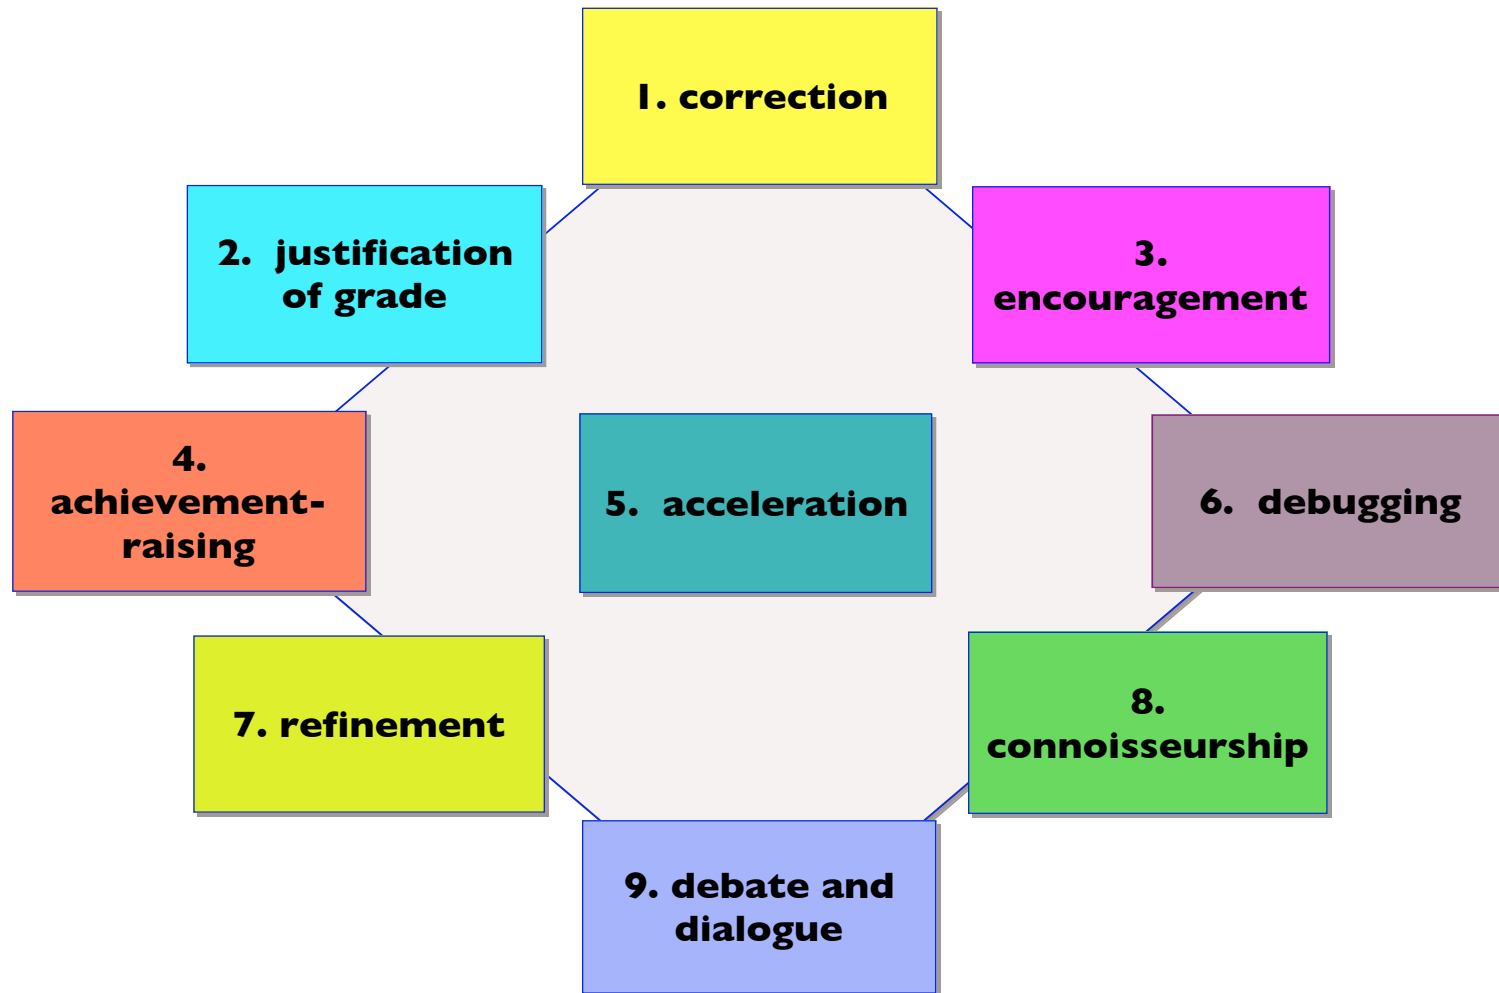 1. correction
2. justification
of grade
3.
encouragement
4.
achievement-
raising
5. acceleration
6. debugging
7. refinement
8.
connoisseurship
9. debate and
dialogue